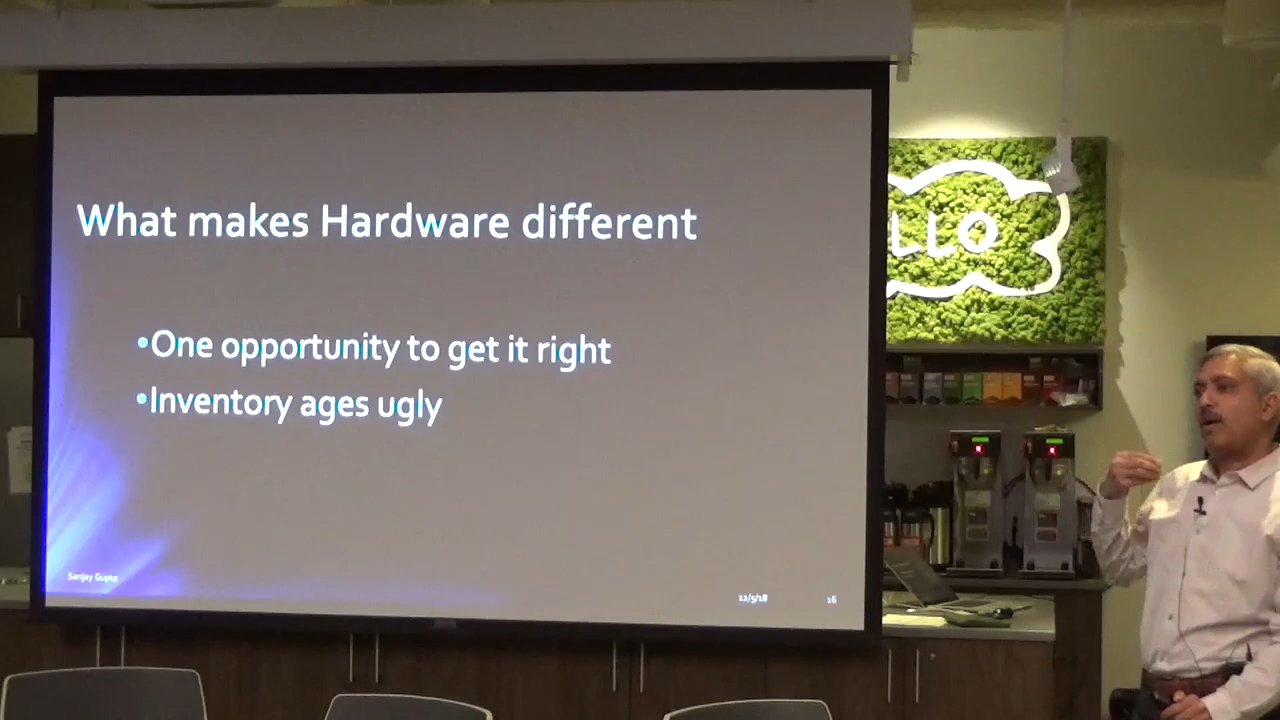 What makes Hardware different
•One opportunity to get it right
•Inventory ages ugly
Sanjay Gupta
12/5/18
16
LLO